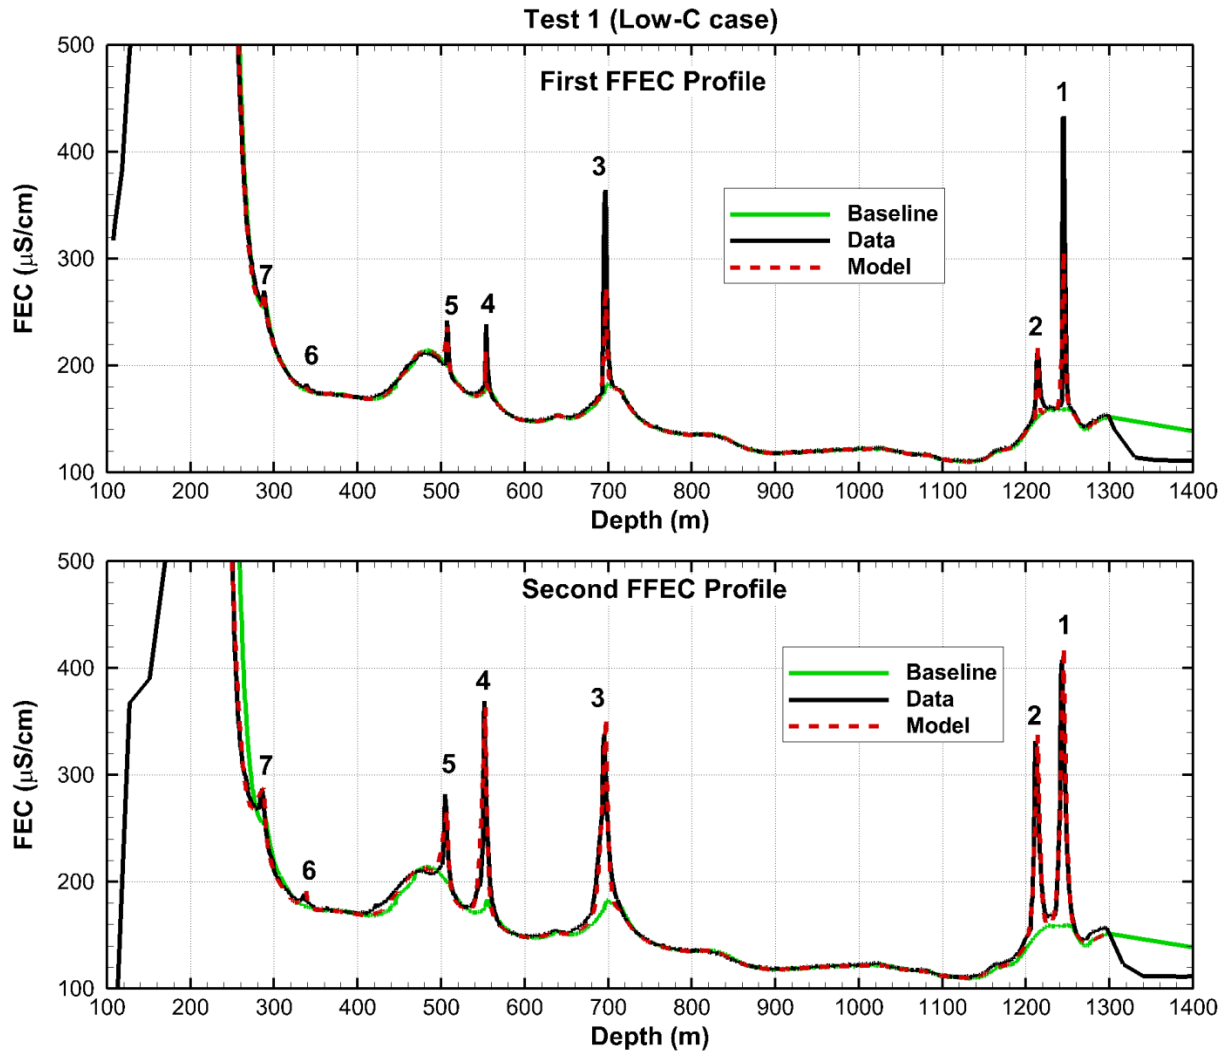 Test 1 (Low-C case)
500
First FFEC Profile
1
400
3
Baseline
Data
Model
FEC (μS/cm)
300
7
5
4
2
6
200
100
100 200 300 400 500 600 700 800 900 1000 1100 1200 1300 1400
Depth (m)
500
Second FFEC Profile
1
Baseline
Data
Model
400
4
3
2
FEC (μS/cm)
300
7
5
6
200
100
100 200 300 400 500 600 700 800 900 1000 1100 1200 1300 1400
Depth (m)